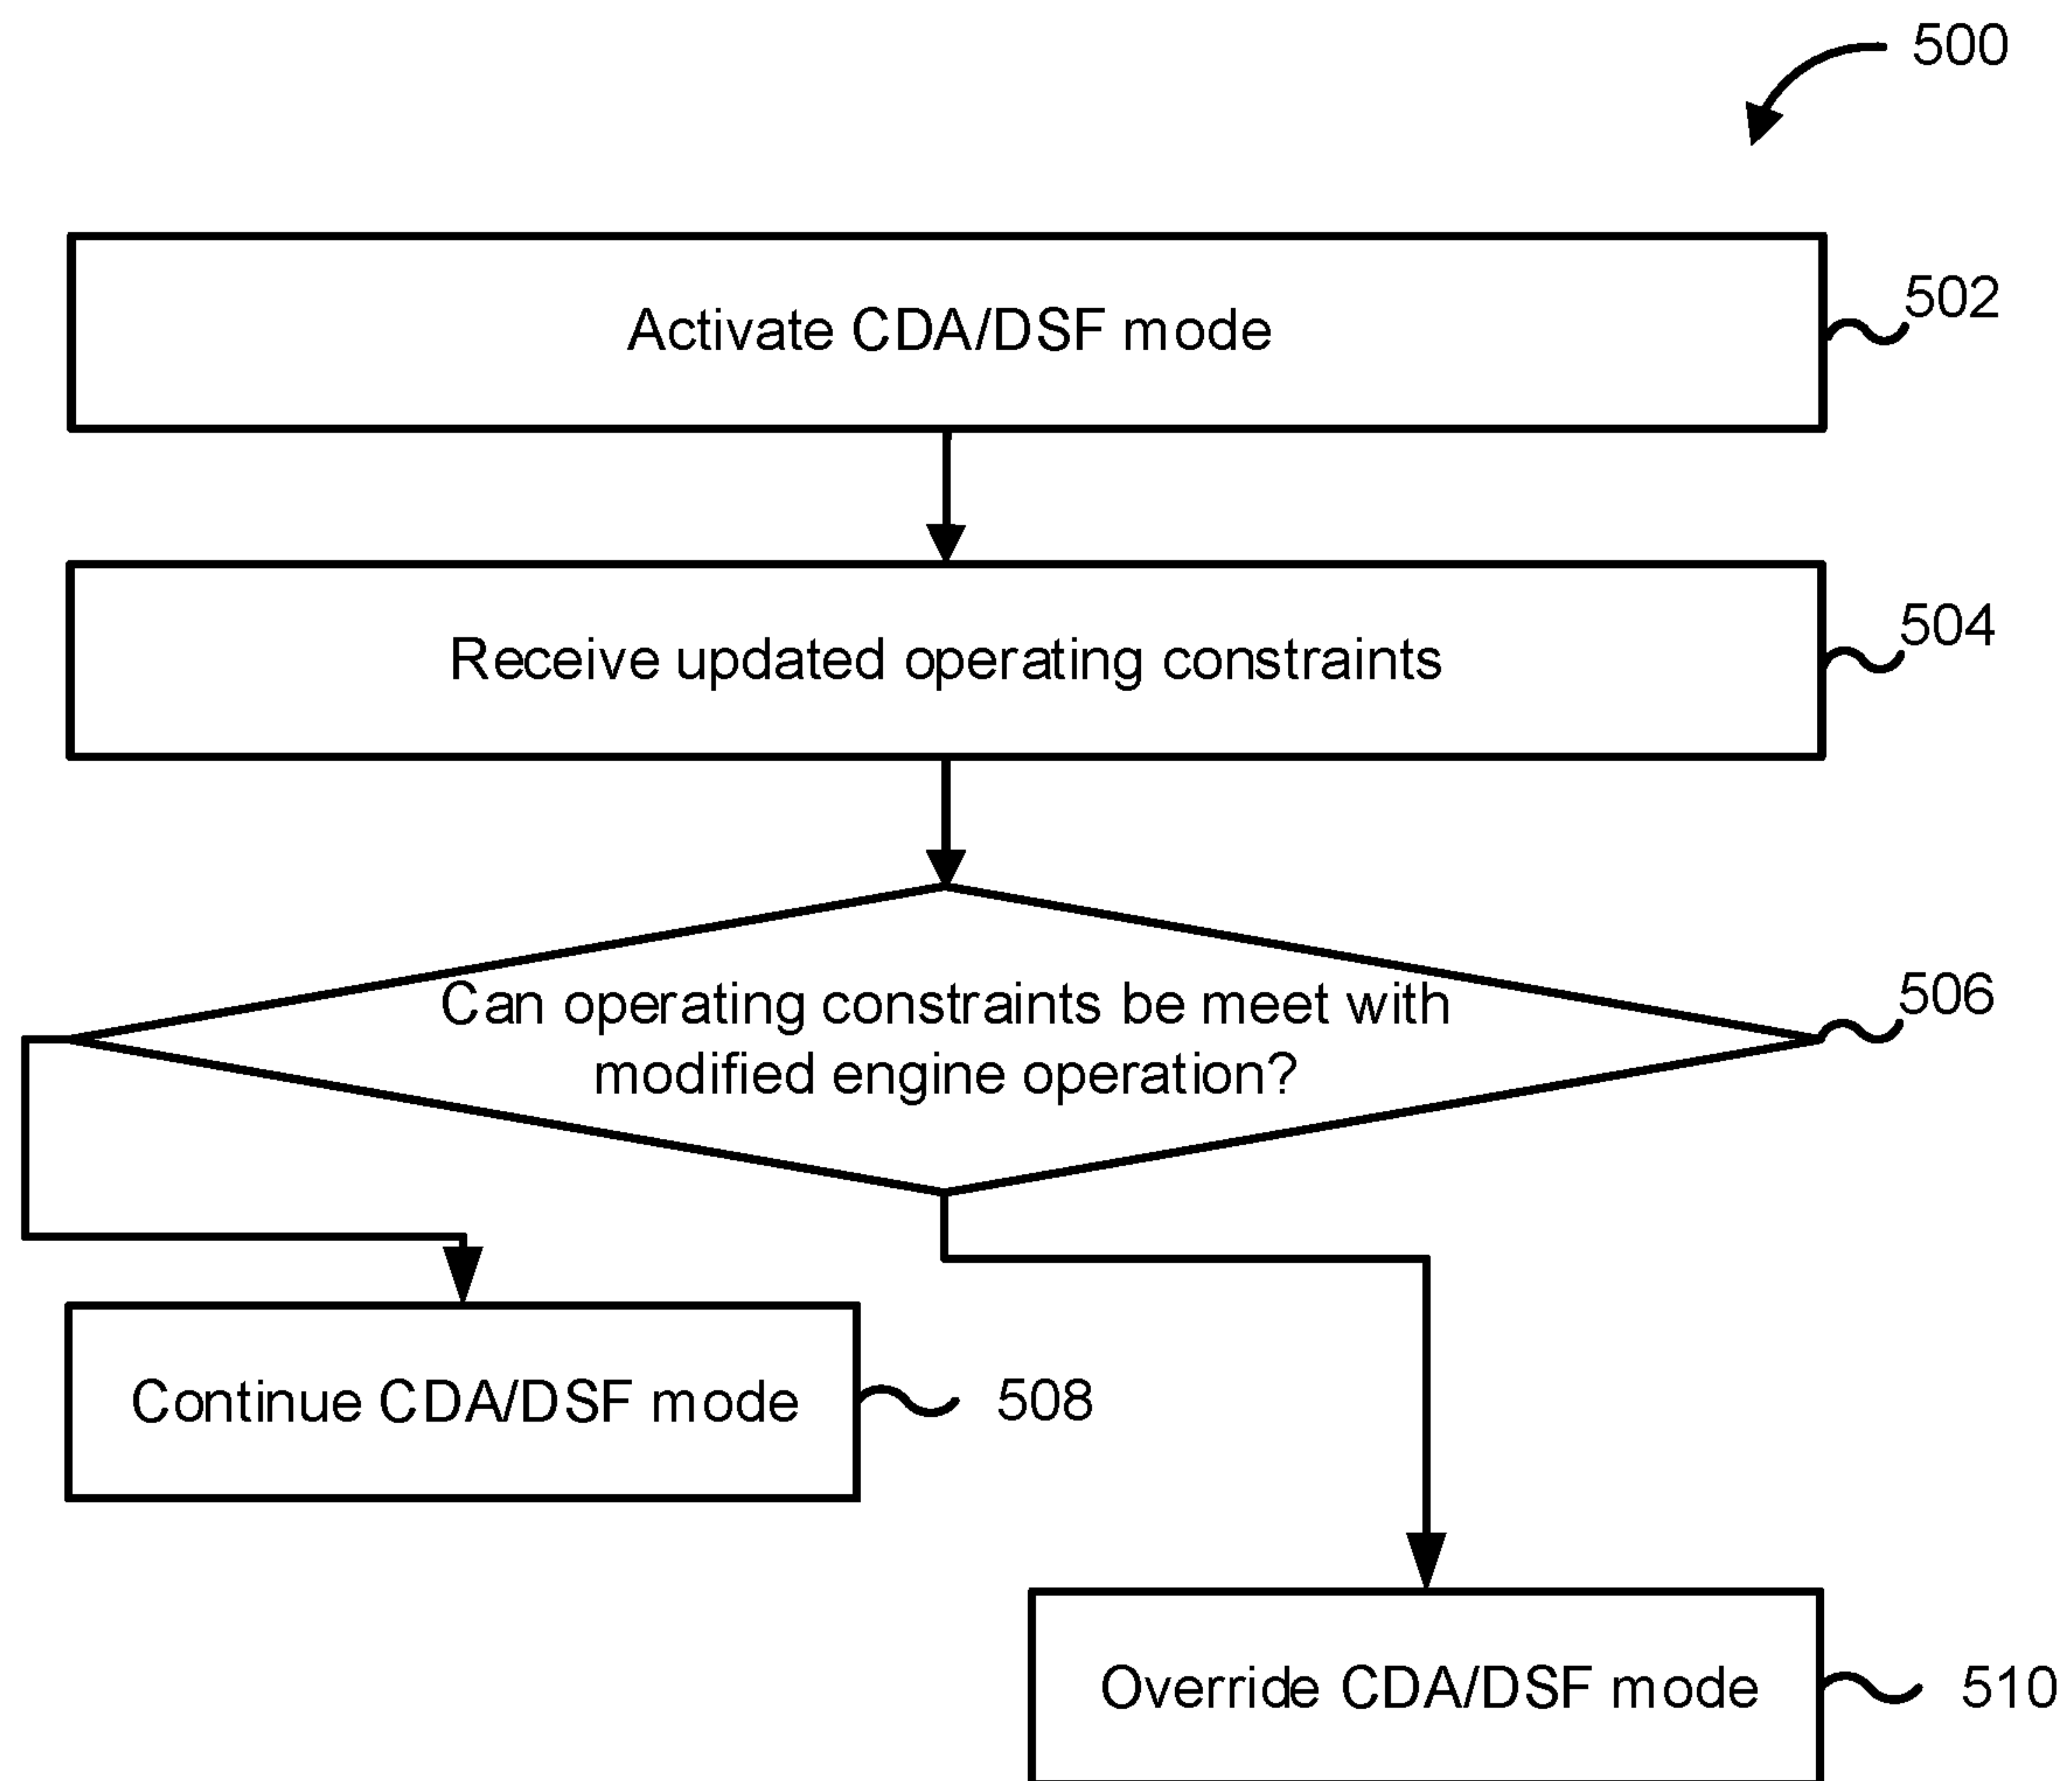 500
Activate CDA/DSF mode
502
Receive updated operating constraints
504
Can operating constraints be meet with
modified engine operation?
506
Continue CDA/DSF mode
508
Override CDA/DSF mode
510